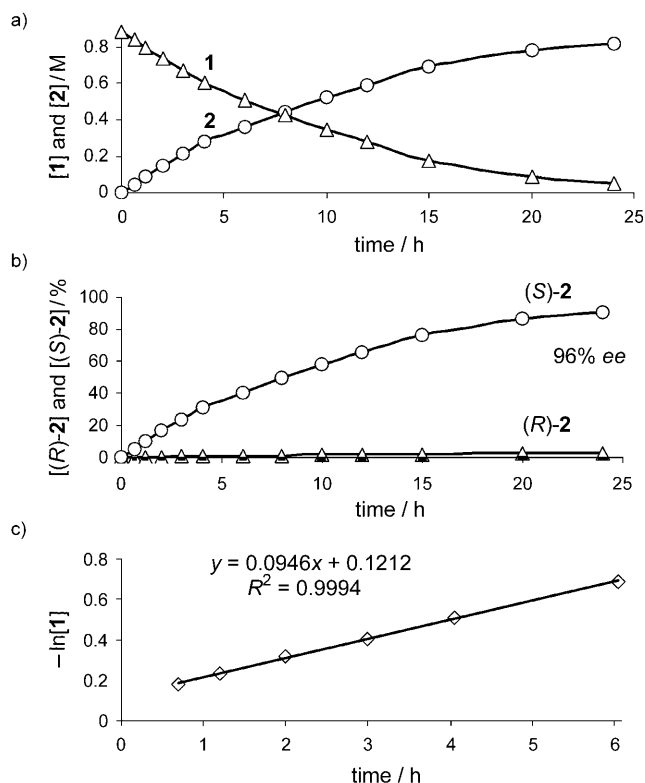 a)
[1] and [2] / M
0.8
0.6
0.4
0.2
0
1
2
0 5 10 15 20 25
time / h
b)
[(R)-2] and [(S)-2] / %
100
80
60
40
20
0
(S)-2
96% ee
(R)-2
0 5 10 15 20 25
time / h
c)
–ln[1]
0.8
0.6
0.4
0.2
0
y = 0.0946x + 0.1212
R² = 0.9994
0 1 2 3 4 5 6
time / h